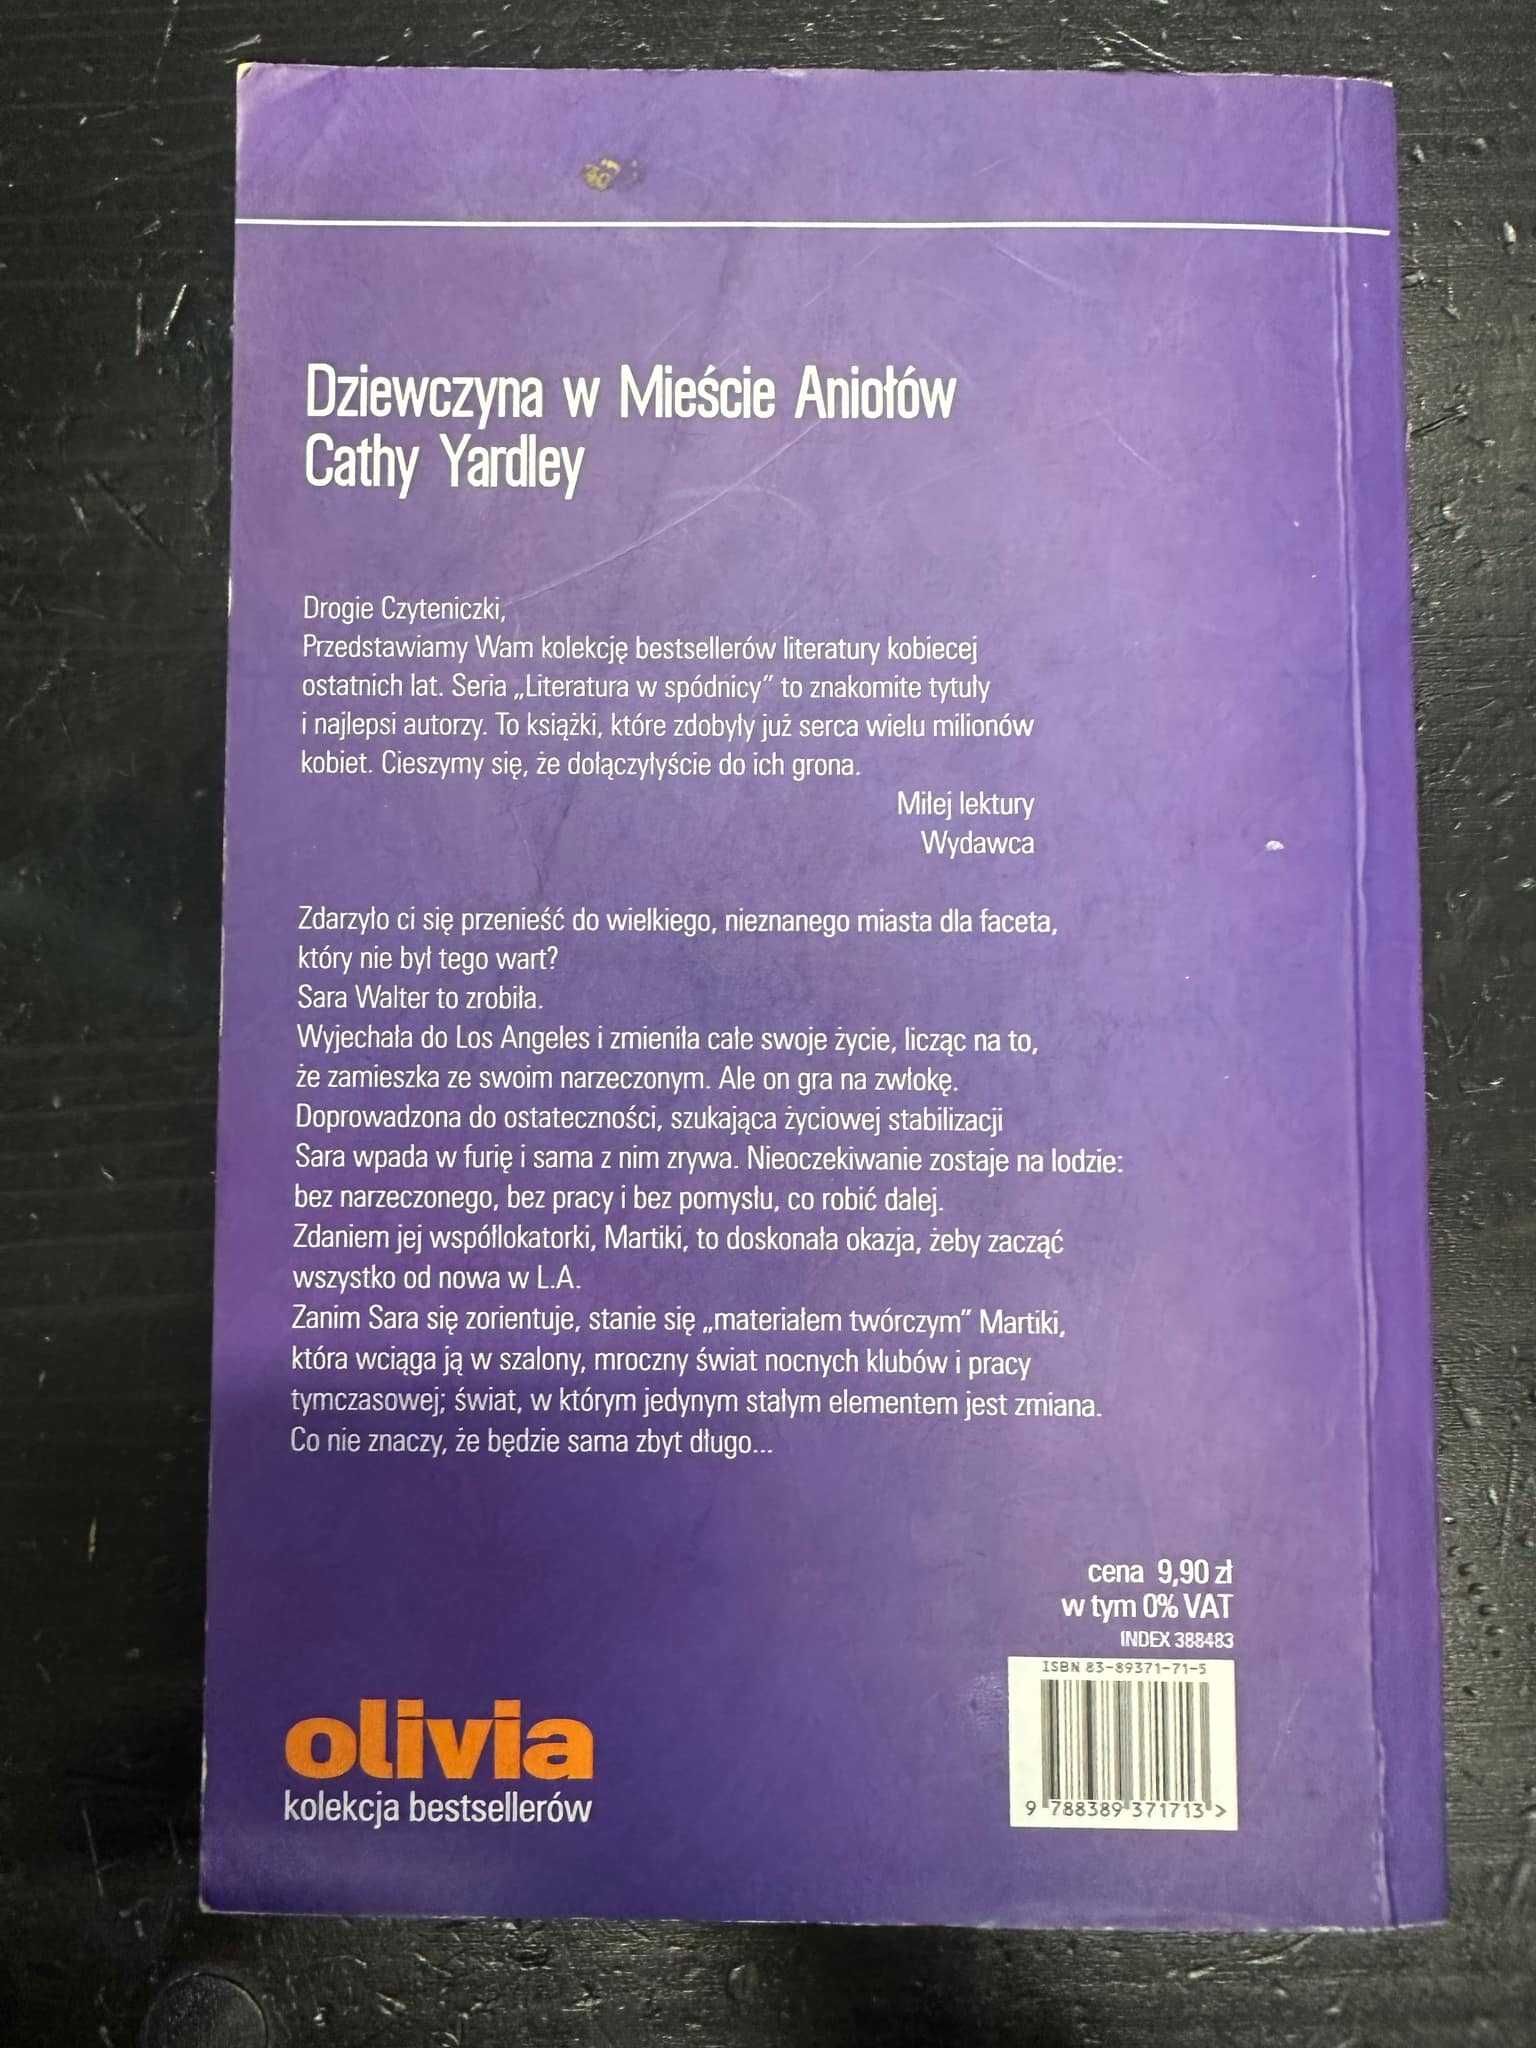 Dziewczyna w Mieście Aniołów
Cathy Yardley
Drogie Czyteniczki,
Przedstawiamy Wam kolekcję bestsellerów literatury kobiecej
ostatnich lat. Seria „Literatura w spódnicy” to znakomite tytuły
i najlepsi autorzy. To książki, które zdobyły już serca wielu milionów
kobiet. Cieszymy się, że dołączyłyście do ich grona.
Miłej lektury
Wydawca
Zdarzyło ci się przenieść do wielkiego, nieznanego miasta dla faceta,
który nie był tego wart?
Sara Walter to zrobiła.
Wyjechała do Los Angeles i zmieniła całe swoje życie, licząc na to,
że zamieszka ze swoim narzeczonym. Ale on gra na zwłokę.
Doprowadzona do ostateczności, szukająca życiowej stabilizacji
Sara wpada w furię i sama z nim zrywa. Nieoczekiwanie zostaje na lodzie:
bez narzeczonego, bez pracy i bez pomysłu, co robić dalej.
Zdaniem jej współlokatorki, Martiki, to doskonała okazja, żeby zacząć
wszystko od nowa w L.A.
Zanim Sara się zorientuje, stanie się „materiałem twórczym” Martiki,
która wciąga ją w szalony, mroczny świat nocnych klubów i pracy
tymczasowej; świat, w którym jedynym stałym elementem jest zmiana.
Co nie znaczy, że będzie sama zbyt długo...
cena 9,90 zł
w tym 0% VAT
INDEX 388483
ISBN 83-89371-71-5
9 788389 371713 >
olivia
kolekcja bestsellerów